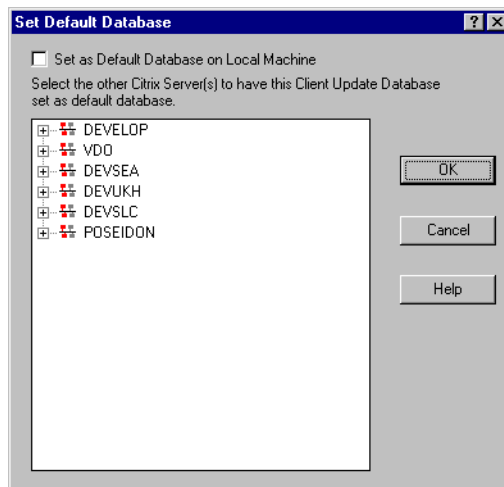 Set Default Database
Set as Default Database on Local Machine
Select the other Citrix Server(s) to have this Client Update Database
set as default database.
DEVELOP
VDO
DEVSEA
DEVUKH
DEVSLC
POSEIDON
OK
Cancel
Help